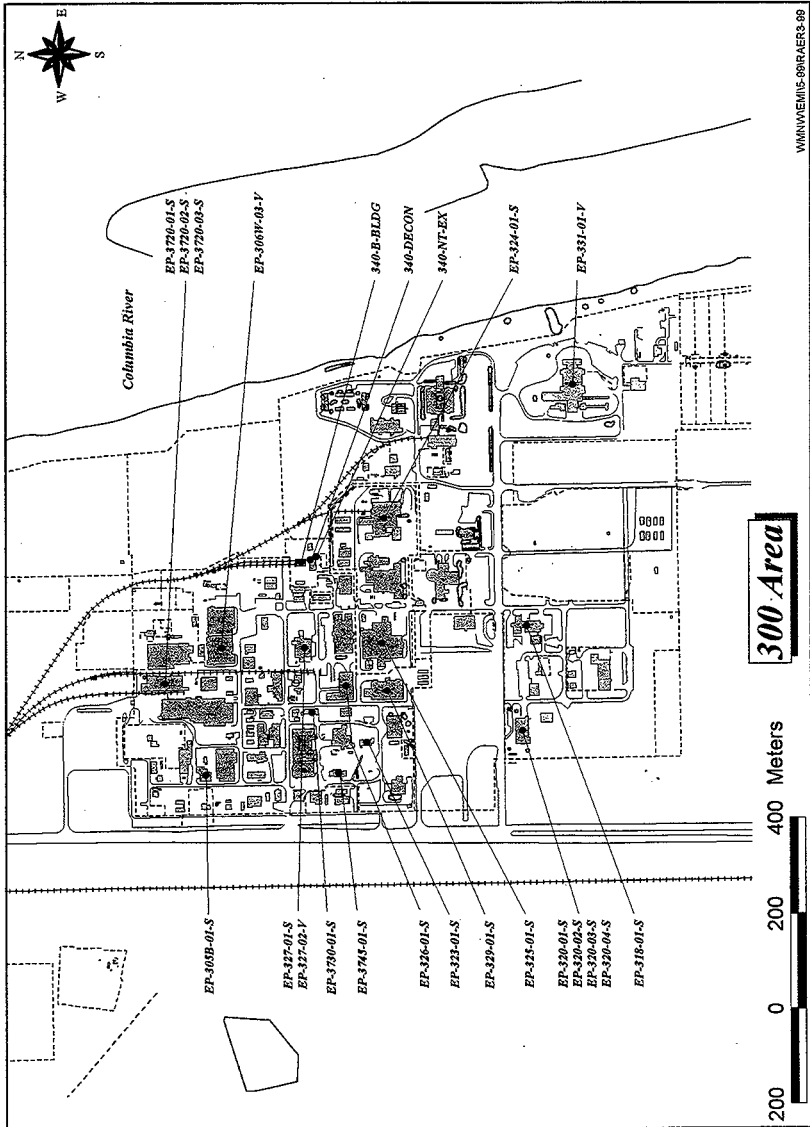 N
W
E
S
Columbia River
EP-3720-01-S
EP-3720-02-S
EP-3720-03-S
EP-306W-03-V
340-B-BLDG
340-DECON
340-NT-EX
EP-324-01-S
EP-331-01-V
EP-305B-01-S
EP-327-01-S
EP-327-02-V
EP-3730-01-S
EP-3745-01-S
EP-326-01-S
EP-323-01-S
EP-329-01-S
EP-325-01-S
EP-320-01-S
EP-320-02-S
EP-320-03-S
EP-320-04-S
EP-318-01-S
300 Area
200 0 200 400 Meters
WMNW\EMI\5-99\RAER3-99